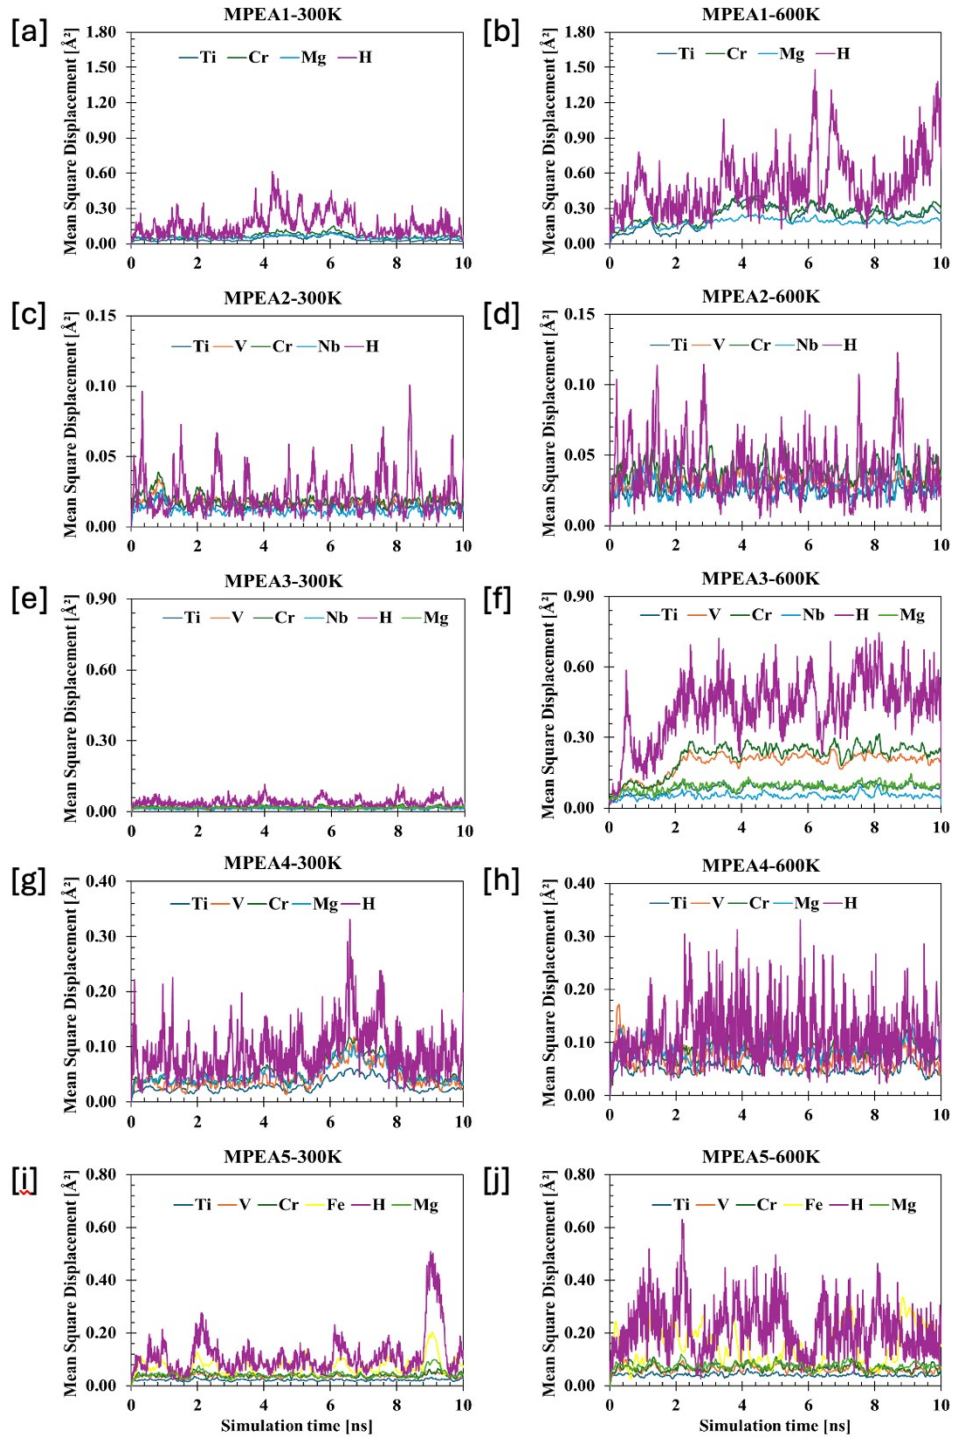 MPEA1-300K
[a]
Mean Square Displacement [Å²]
1.80
1.50
1.20
0.90
0.60
0.30
0.00
Ti Cr Mg H
0 2 4 6 8 10
MPEA1-600K
[b]
Mean Square Displacement [Å²]
1.80
1.50
1.20
0.90
0.60
0.30
0.00
Ti Cr Mg H
0 2 4 6 8 10
MPEA2-300K
[c]
Mean Square Displacement [Å²]
0.15
0.10
0.05
0.00
Ti V Cr Nb H
0 2 4 6 8 10
MPEA2-600K
[d]
Mean Square Displacement [Å²]
0.15
0.10
0.05
0.00
Ti V Cr Nb H
0 2 4 6 8 10
MPEA3-300K
[e]
Mean Square Displacement [Å²]
0.90
0.60
0.30
0.00
Ti V Cr Nb H Mg
0 2 4 6 8 10
MPEA3-600K
[f]
Mean Square Displacement [Å²]
0.90
0.60
0.30
0.00
Ti V Cr Nb H Mg
0 2 4 6 8 10
MPEA4-300K
[g]
Mean Square Displacement [Å²]
0.40
0.30
0.20
0.10
0.00
Ti V Cr Mg H
0 2 4 6 8 10
MPEA4-600K
[h]
Mean Square Displacement [Å²]
0.40
0.30
0.20
0.10
0.00
Ti V Cr Mg H
0 2 4 6 8 10
MPEA5-300K
[i]
Mean Square Displacement [Å²]
0.80
0.60
0.40
0.20
0.00
Ti V Cr Fe H Mg
0 2 4 6 8 10
Simulation time [ns]
MPEA5-600K
[j]
Mean Square Displacement [Å²]
0.80
0.60
0.40
0.20
0.00
Ti V Cr Fe H Mg
0 2 4 6 8 10
Simulation time [ns]